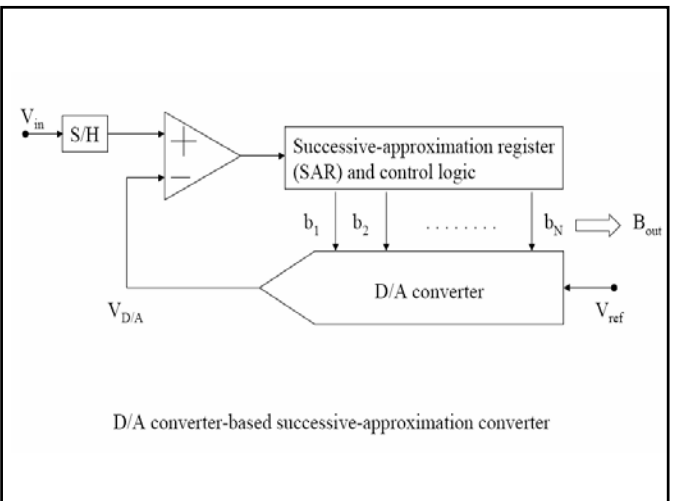 V_in
S/H
+
−
Successive-approximation register
(SAR) and control logic
b_1 b_2 ........ b_N ⇒ B_out
D/A converter
V_D/A
V_ref
D/A converter-based successive-approximation converter